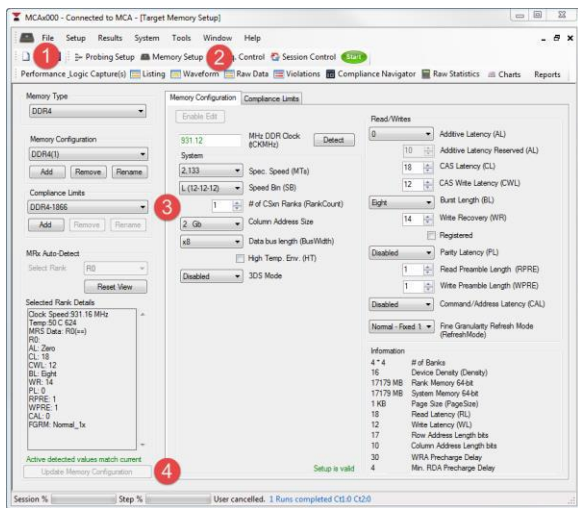 MCAx000 - Connected to MCA - [Target Memory Setup]
File Setup Results System Tools Window Help
1 Probing Setup Memory Setup 2 Control Session Control Start
Performance Logic Capture(s) Listing Waveform Raw Data Violations Compliance Navigator Raw Statistics Charts Reports
Memory Type
DDR4
Memory Configuration
DDR4(1)
Add Remove Rename
Compliance Limits
DDR4-1866
Add Remove Rename
MRx Auto-Detect
Select Rank R0
Reset View
Selected Rank Details
Clock Speed:931.16 MHz
Temp:50 C 624
MRS Data: R0(==)
R0:
AL: Zero
CL: 18
CWL: 12
BL: Eight
WR: 14
PL: 0
RPRE: 1
WPRE: 1
CAL: 0
FGRM: Normal_1x
Active detected values match current
Update Memory Configuration
4
Memory Configuration Compliance Limits
Enable Edit
931.12 MHz DDR Clock (tCKMHz) Detect
System
2,133 Spec. Speed (MTs)
L (12-12-12) Speed Bin (SB)
3 1 # of CSen Ranks (RankCount)
2 Gb Column Address Size
x8 Data bus length (BusWidth)
High Temp. Env. (HT)
Disabled 3DS Mode
Setup is valid
Read/Writes
0 Additive Latency (AL)
10 Additive Latency Reserved (AL)
18 CAS Latency (CL)
12 CAS Write Latency (CWL)
Eight Burst Length (BL)
14 Write Recovery (WR)
Registered
Disabled Parity Latency (PL)
1 Read Preamble Length (RPRE)
1 Write Preamble Length (WPRE)
Disabled Command/Address Latency (CAL)
Normal - Fixed 1 Fine Granularity Refresh Mode
(RefreshMode)
Information
4 * 4 # of Banks
16 Device Density (Density)
17179 MB Rank Memory 64-bit
17179 MB System Memory 64-bit
1 KB Page Size (PageSize)
18 Read Latency (RL)
12 Write Latency (WL)
17 Row Address Length bits
10 Column Address Length bits
30 WRA Precharge Delay
4 Min. RDA Precharge Delay
Session % Step % User cancelled. 1 Runs completed Ct1:0 Ct2:0